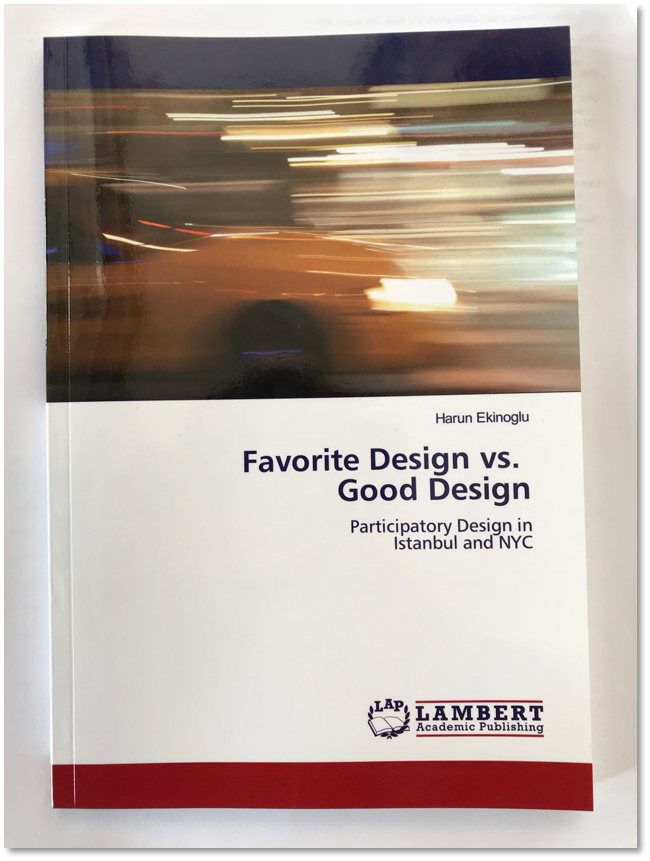 Harun Ekinoglu
Favorite Design vs.
Good Design
Participatory Design in
Istanbul and NYC
LAP
LAMBERT
Academic Publishing